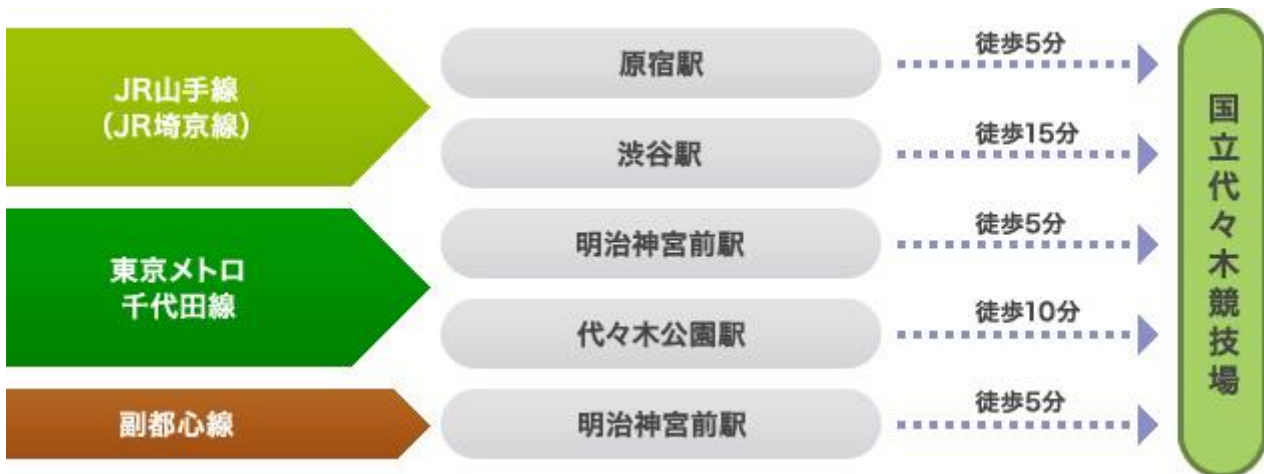 JR山手線
(JR埼京線)
原宿駅
徒歩5分
渋谷駅
徒歩15分
東京メトロ
千代田線
明治神宮前駅
徒歩5分
代々木公園駅
徒歩10分
副都心線
明治神宮前駅
徒歩5分
国立代々木競技場